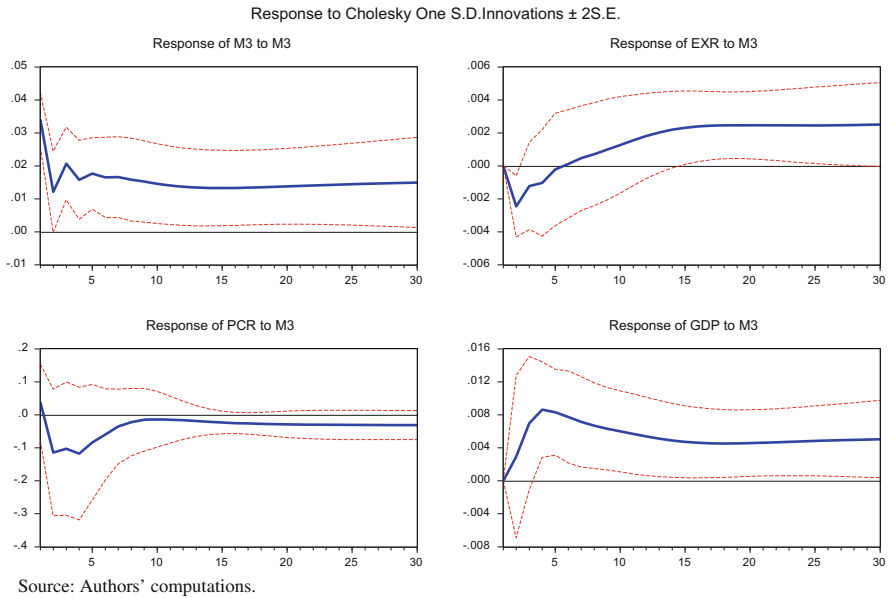 Response to Cholesky One S.D.Innovations ± 2S.E.
Response of M3 to M3
.05
.04
.03
.02
.01
.00
-.01
5 10 15 20 25 30
Response of EXR to M3
.006
.004
.002
.000
-.002
-.004
-.006
5 10 15 20 25 30
Response of PCR to M3
.2
.1
.0
-.1
-.2
-.3
-.4
5 10 15 20 25 30
Response of GDP to M3
.016
.012
.008
.004
.000
-.004
-.008
5 10 15 20 25 30
Source: Authors’ computations.